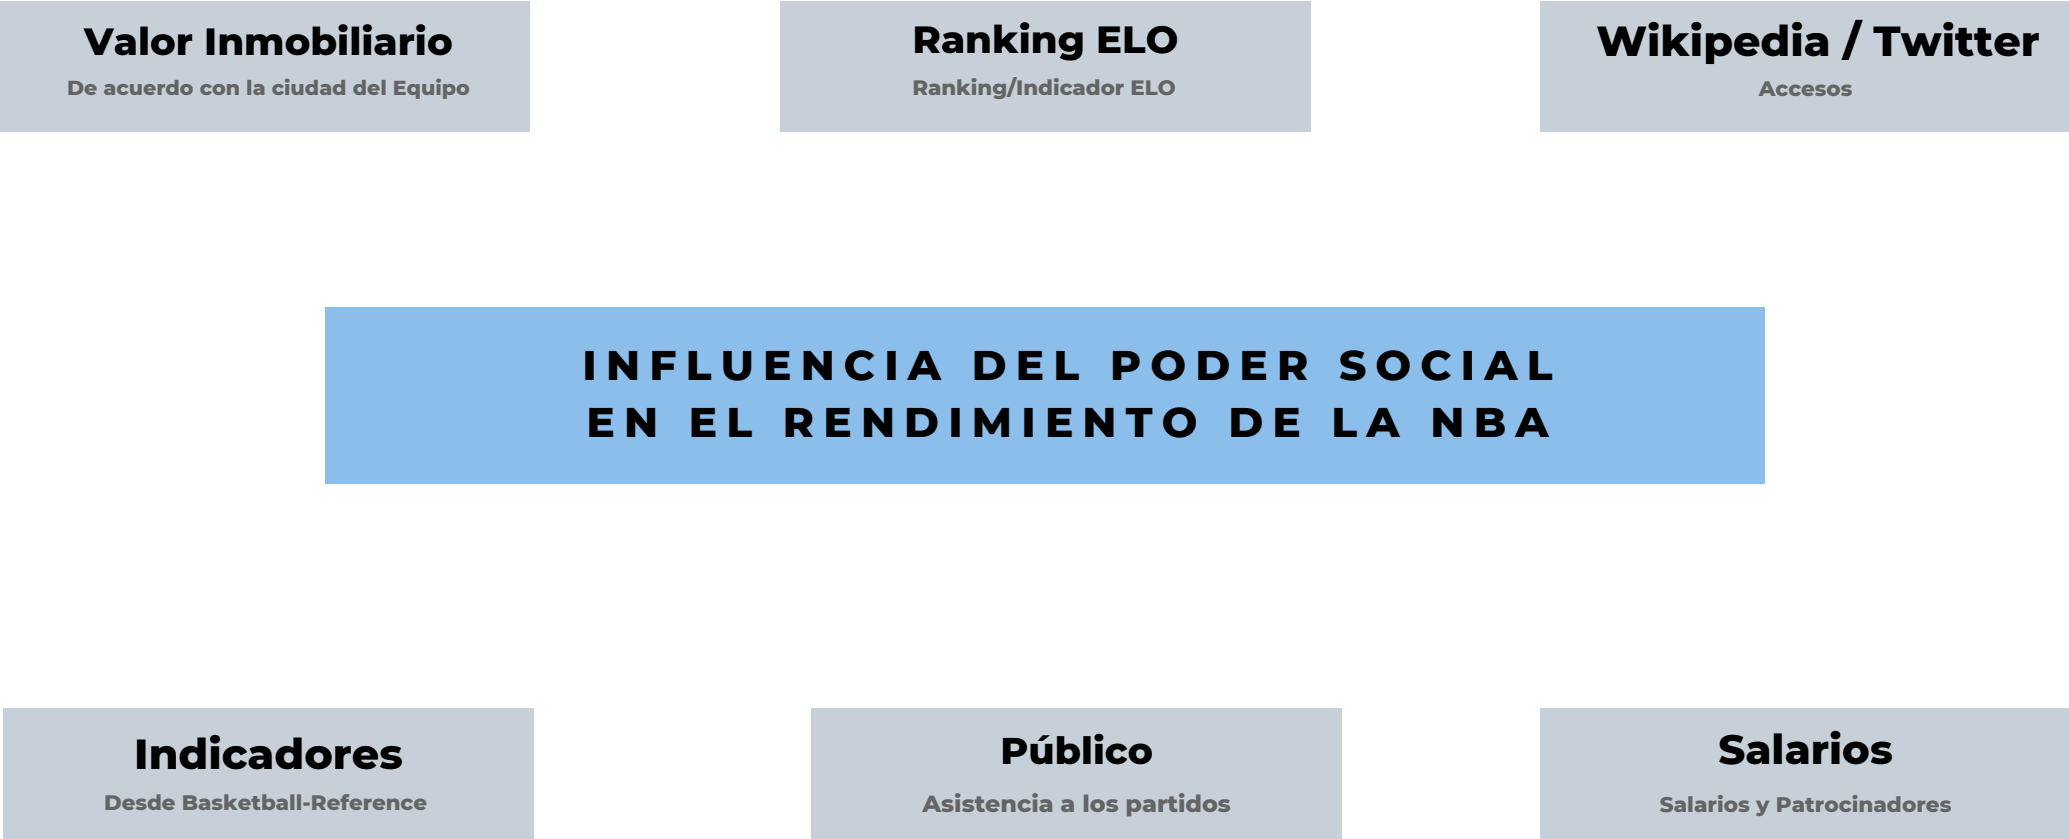 Valor Inmobiliario
De acuerdo con la ciudad del Equipo
Ranking ELO
Ranking/Indicador ELO
Wikipedia / Twitter
Accesos
INFLUENCIA DEL PODER SOCIAL
EN EL RENDIMIENTO DE LA NBA
Indicadores
Desde Basketball-Reference
Público
Asistencia a los partidos
Salarios
Salarios y Patrocinadores